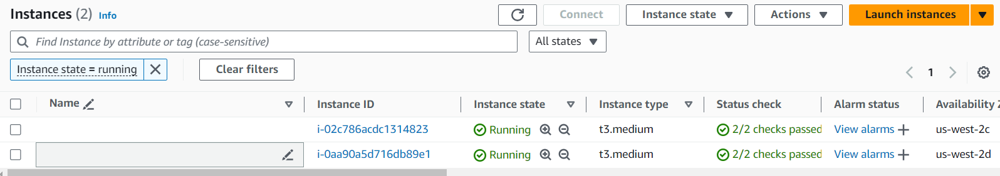 Instances (2) Info Connect Instance state Actions Launch instances
Find Instance by attribute or tag (case-sensitive) All states
Instance state = running Clear filters 1
Name Instance ID Instance state Instance type Status check Alarm status Availability Z
i-02c786acdc1314823 Running t3.medium 2/2 checks passed View alarms us-west-2c
i-0aa90a5d716db89e1 Running t3.medium 2/2 checks passed View alarms us-west-2d